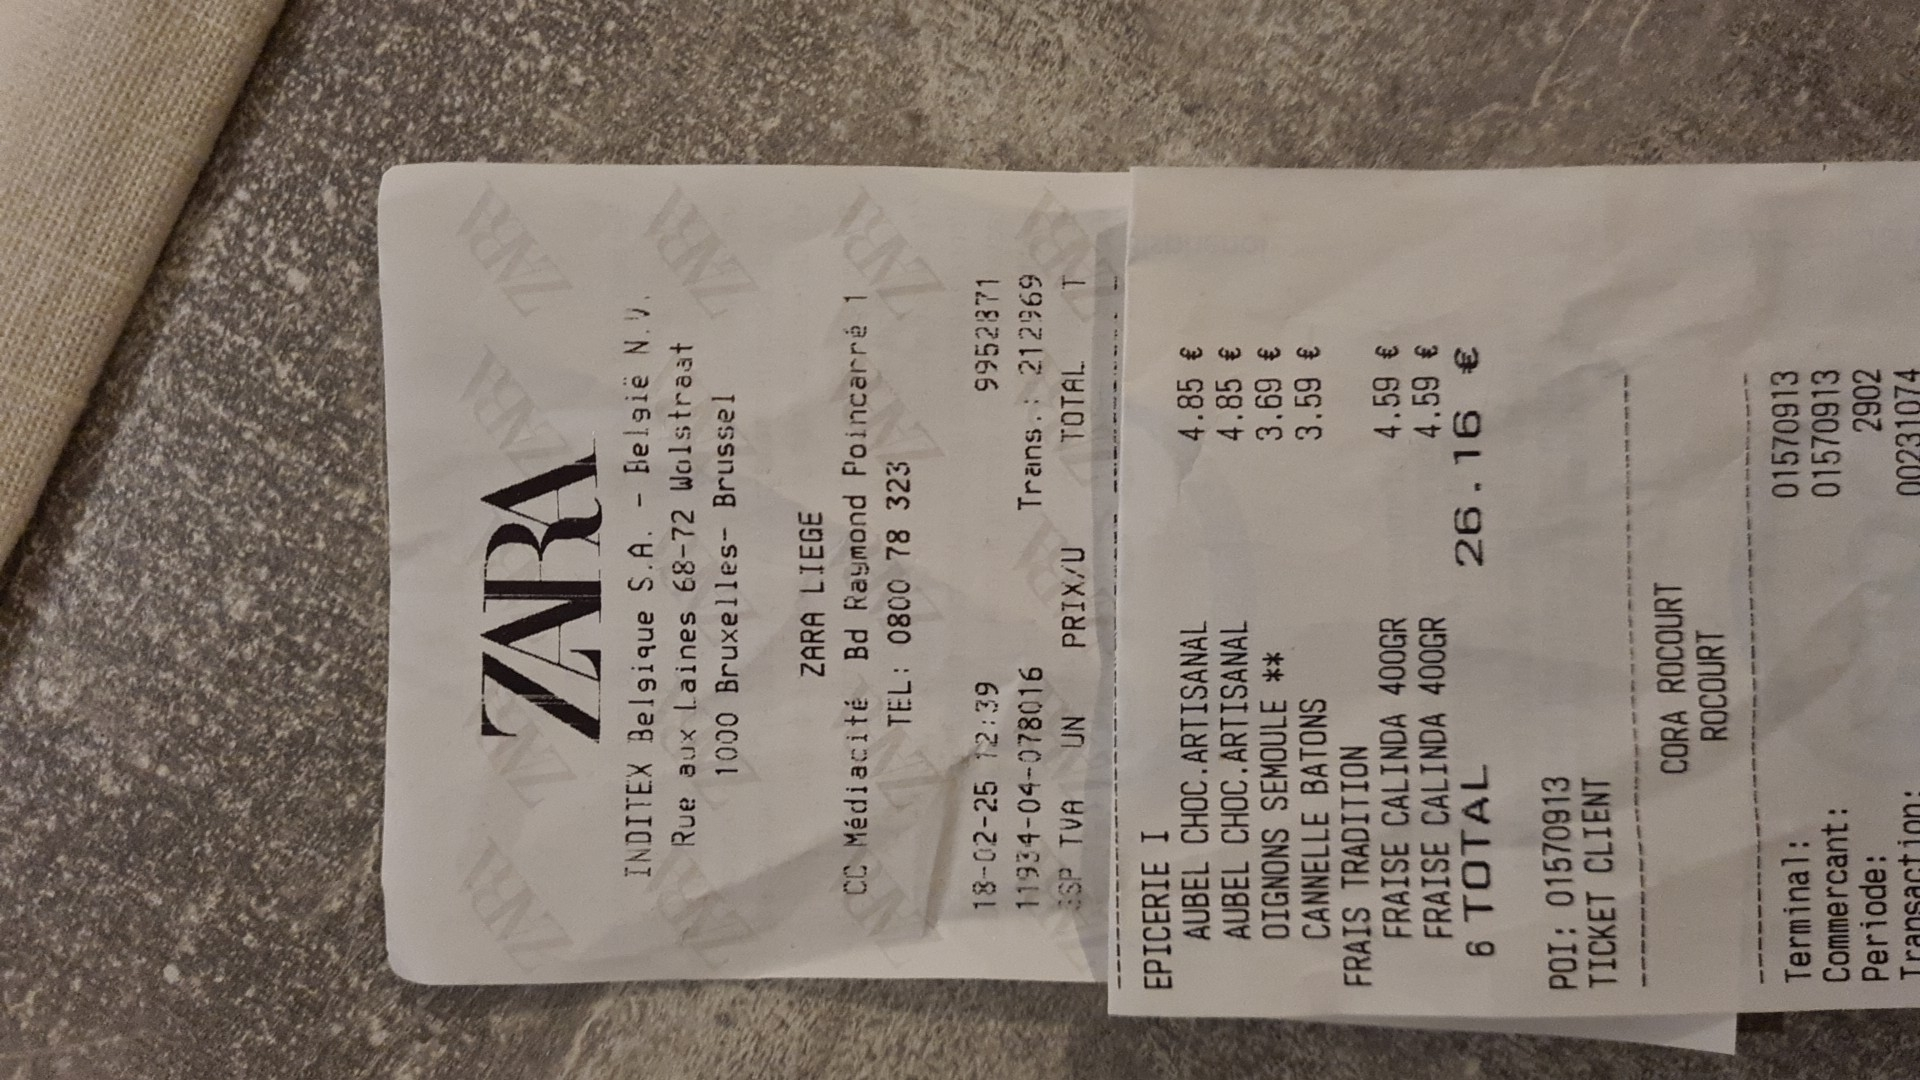 ZARA
INDITEX Belgique S.A. - België N.V.
Rue aux Laines 68-72 Wolstraat
1000 Bruxelles- Brussel
ZARA LIEGE
CC Médiacité Bd Raymond Poincarré 1
TEL: 0800 78 323
18-02-25 12:39 9952871
11934-04-078016 Trans.: 212969
TVA UN PRIX/U TOTAL T
EPICERIE I
AUBEL CHOC.ARTISANAL 4.85 €
AUBEL CHOC.ARTISANAL 4.85 €
OIGNONS SEMOULE ** 3.69 €
CANNELLE BATONS 3.59 €
FRAIS TRADITION
FRAISE CALINDA 400GR 4.59 €
FRAISE CALINDA 400GR 4.59 €
6 TOTAL 26.16 €
POI: 01570913
TICKET CLIENT
CORA ROCOURT
ROCOURT
Terminal: 01570913
Commercant: 01570913
Periode: 2902
Transaction: 00231074